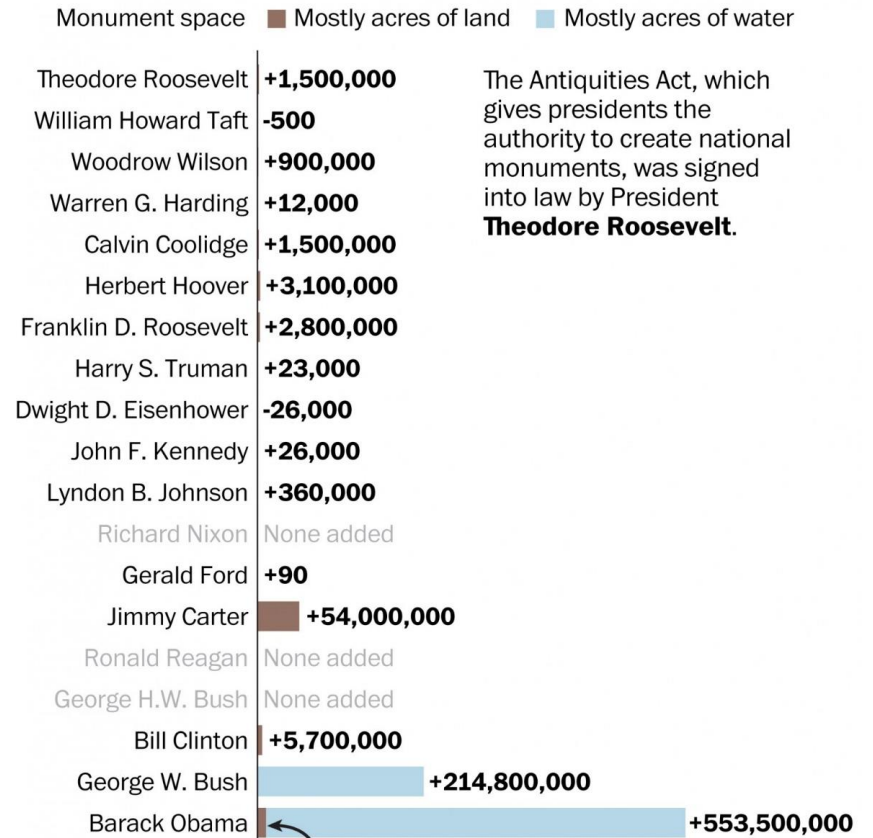 Monument space Mostly acres of land Mostly acres of water
Theodore Roosevelt +1,500,000
William Howard Taft -500
Woodrow Wilson +900,000
Warren G. Harding +12,000
Calvin Coolidge +1,500,000
Herbert Hoover +3,100,000
Franklin D. Roosevelt +2,800,000
Harry S. Truman +23,000
Dwight D. Eisenhower -26,000
John F. Kennedy +26,000
Lyndon B. Johnson +360,000
Richard Nixon None added
Gerald Ford +90
Jimmy Carter +54,000,000
Ronald Reagan None added
George H.W. Bush None added
Bill Clinton +5,700,000
George W. Bush +214,800,000
Barack Obama +553,500,000
The Antiquities Act, which
gives presidents the
authority to create national
monuments, was signed
into law by President
Theodore Roosevelt.